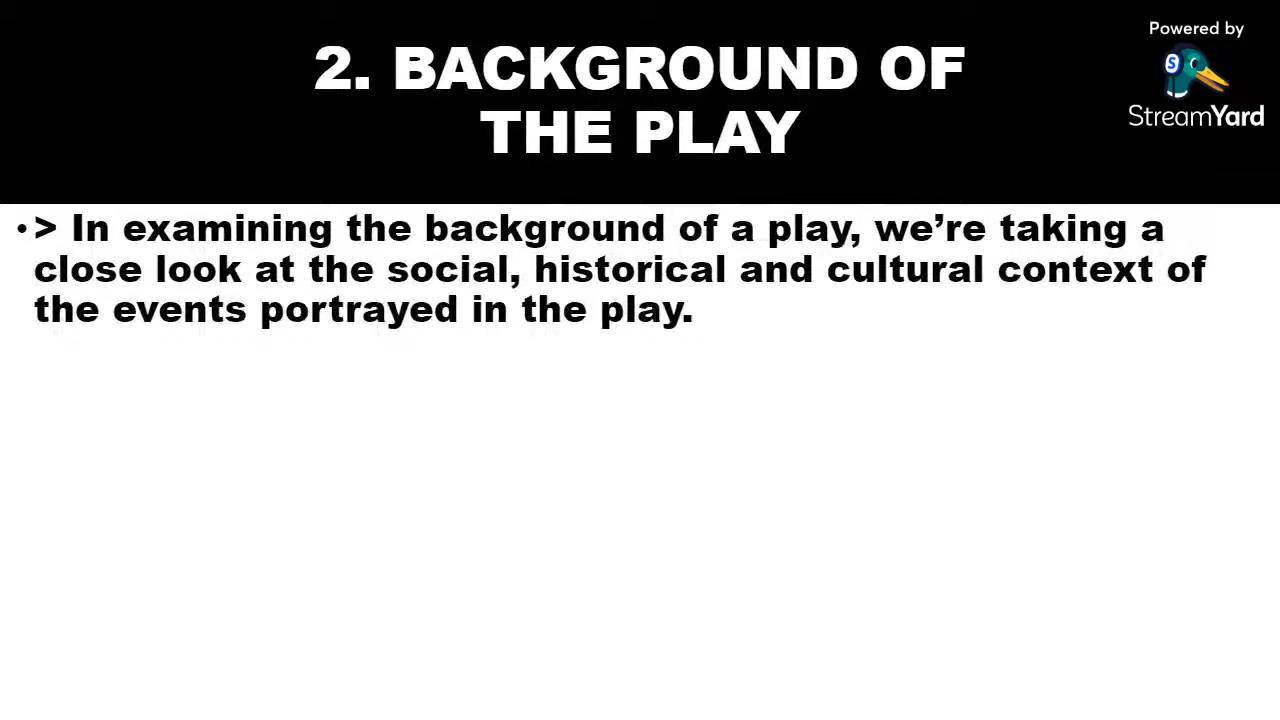 Powered by
S
StreamYard
2. BACKGROUND OF
THE PLAY
•> In examining the background of a play, we’re taking a
close look at the social, historical and cultural context of
the events portrayed in the play.